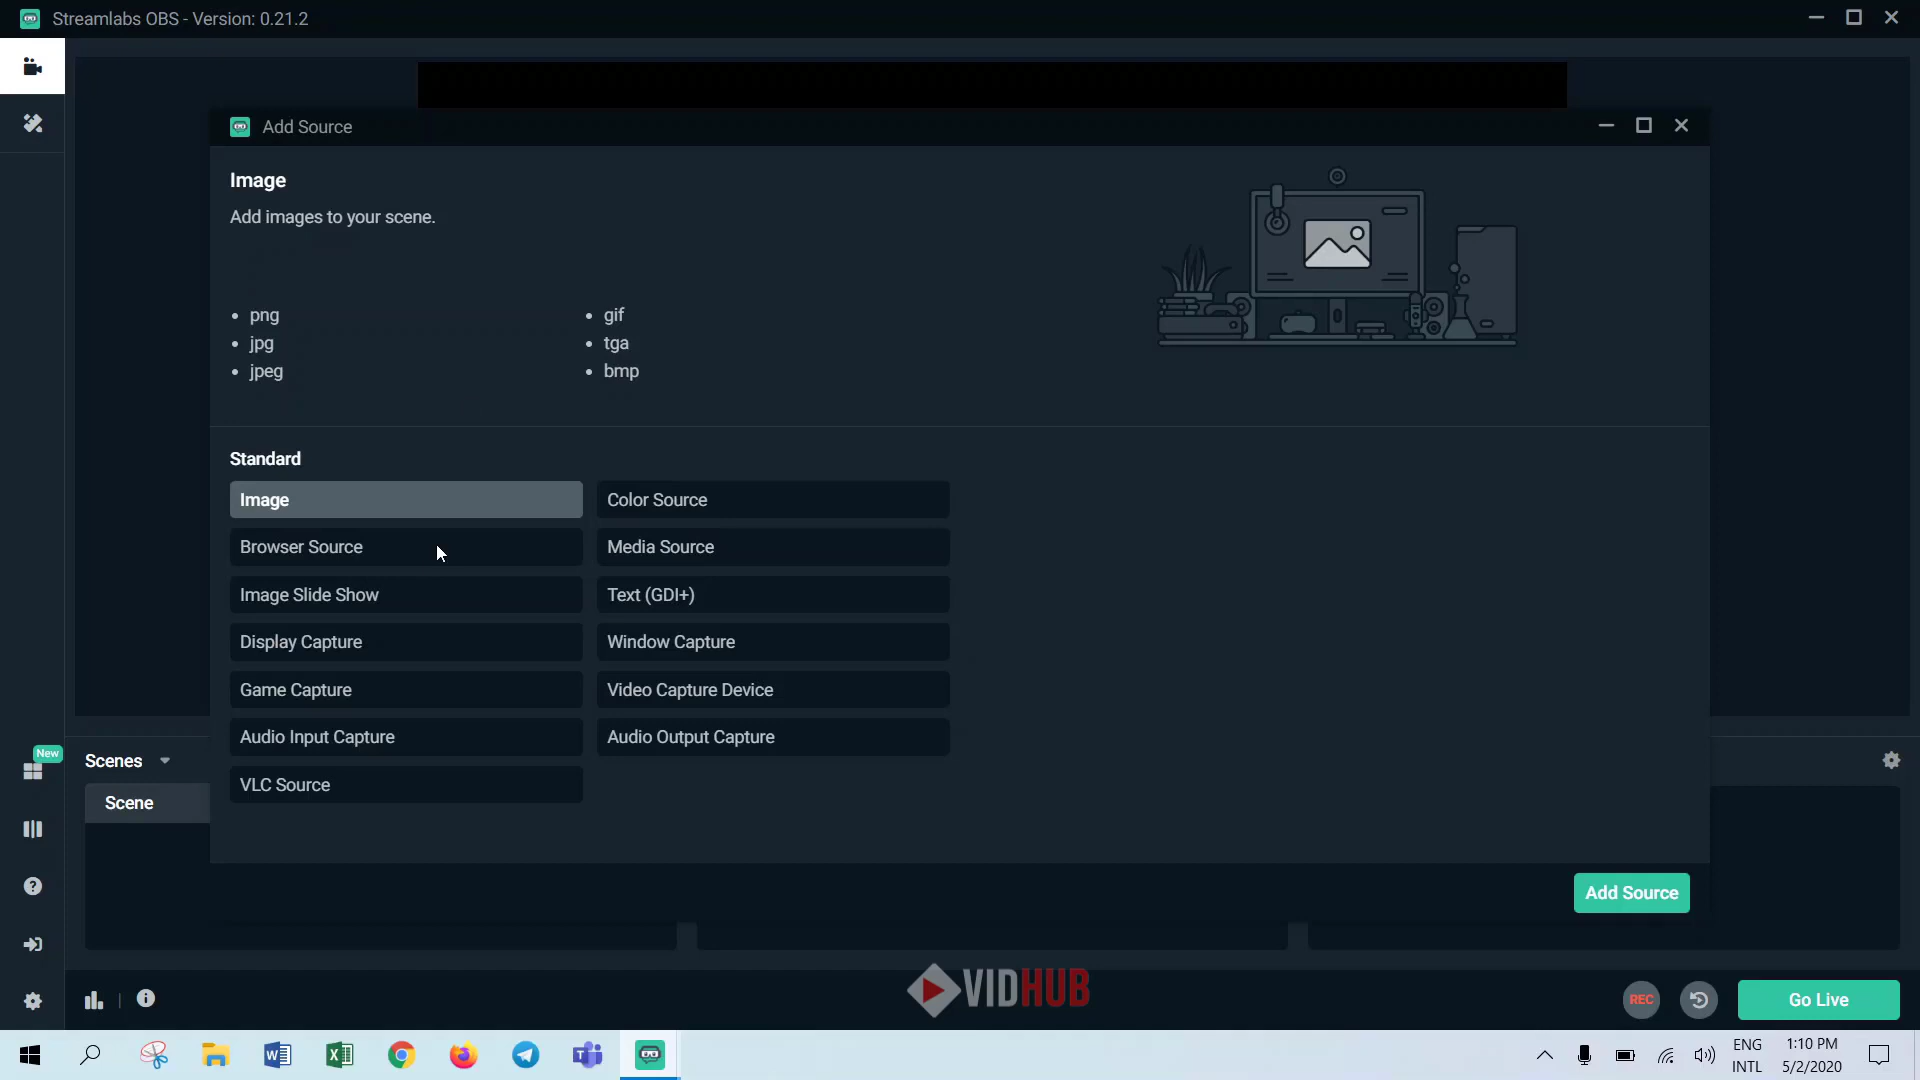 Streamlabs OBS - Version: 0.21.2
Add Source
Image
Add images to your scene.
png
gif
jpg
tga
jpeg
bmp
Standard
Image
Color Source
Browser Source
Media Source
Image Slide Show
Text (GDI+)
Display Capture
Window Capture
Game Capture
Video Capture Device
Audio Input Capture
Audio Output Capture
VLC Source
New
Scenes
Scene
Add Source
VIDHUB
REC
Go Live
ENG
INTL
1:10 PM
5/2/2020